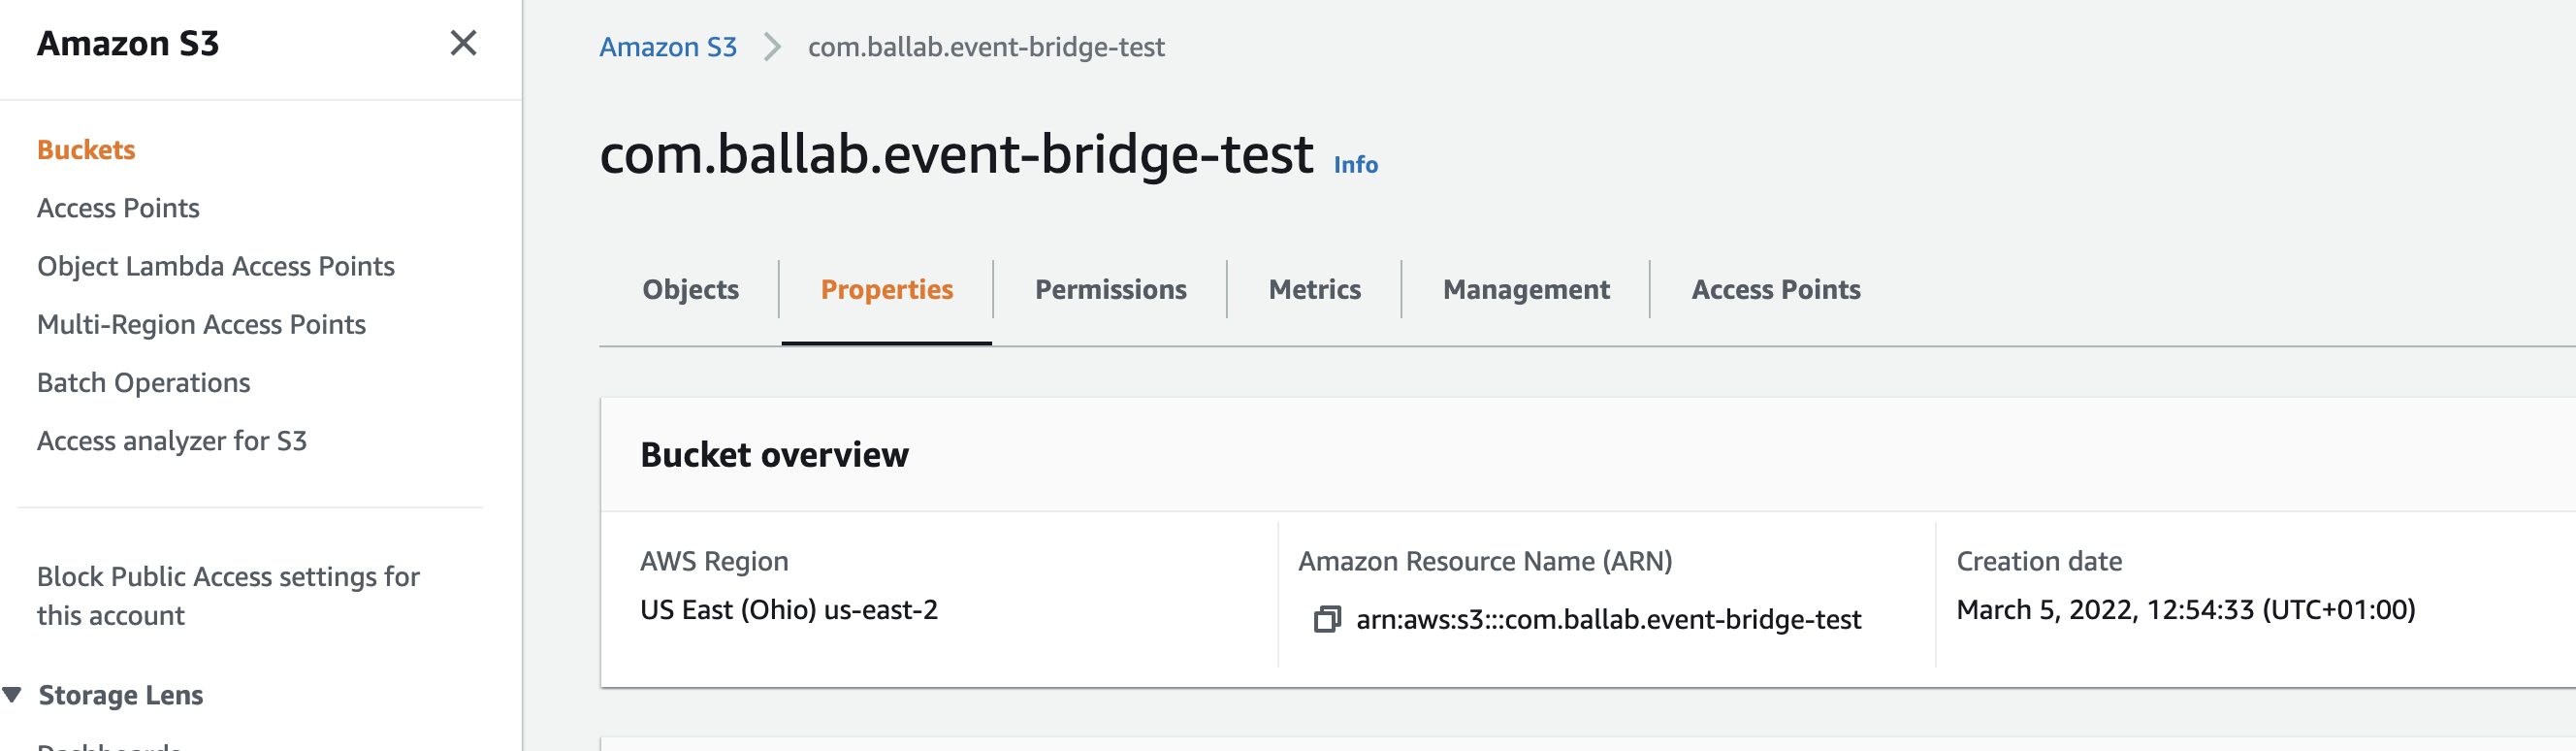 Amazon S3
Buckets
Access Points
Object Lambda Access Points
Multi-Region Access Points
Batch Operations
Access analyzer for S3
Block Public Access settings for
this account
Storage Lens
Dashboards
Amazon S3 com.ballab.event-bridge-test
com.ballab.event-bridge-test Info
Objects Properties Permissions Metrics Management Access Points
Bucket overview
AWS Region
US East (Ohio) us-east-2
Amazon Resource Name (ARN)
arn:aws:s3:::com.ballab.event-bridge-test
Creation date
March 5, 2022, 12:54:33 (UTC+01:00)